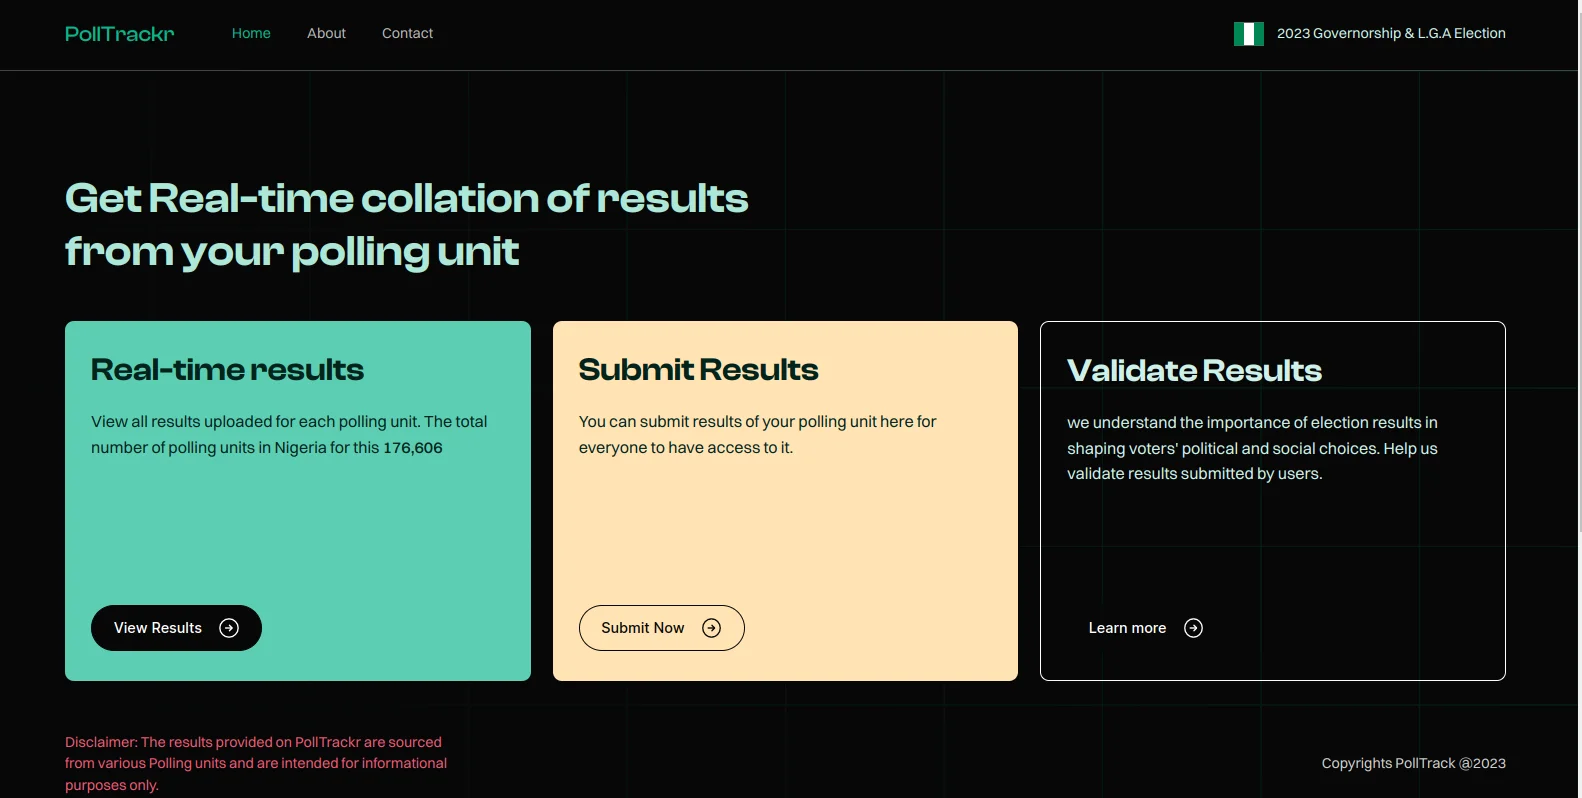 PollTrackr
Home
About
Contact
2023 Governorship & L.G.A Election
Get Real-time collation of results
from your polling unit
Real-time results
View all results uploaded for each polling unit. The total
number of polling units in Nigeria for this 176,606
View Results
Submit Results
You can submit results of your polling unit here for
everyone to have access to it.
Submit Now
Validate Results
we understand the importance of election results in
shaping voters' political and social choices. Help us
validate results submitted by users.
Learn more
Disclaimer: The results provided on PollTrackr are sourced
from various Polling units and are intended for informational
purposes only.
Copyrights PollTrack @2023